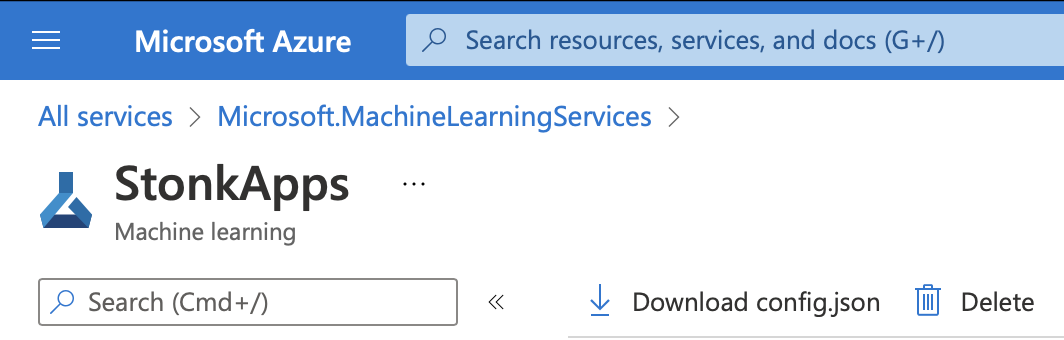 Microsoft Azure
Search resources, services, and docs (G+/)
All services > Microsoft.MachineLearningServices >
StonkApps ...
Machine learning
Search (Cmd+/) «
Download config.json Delete